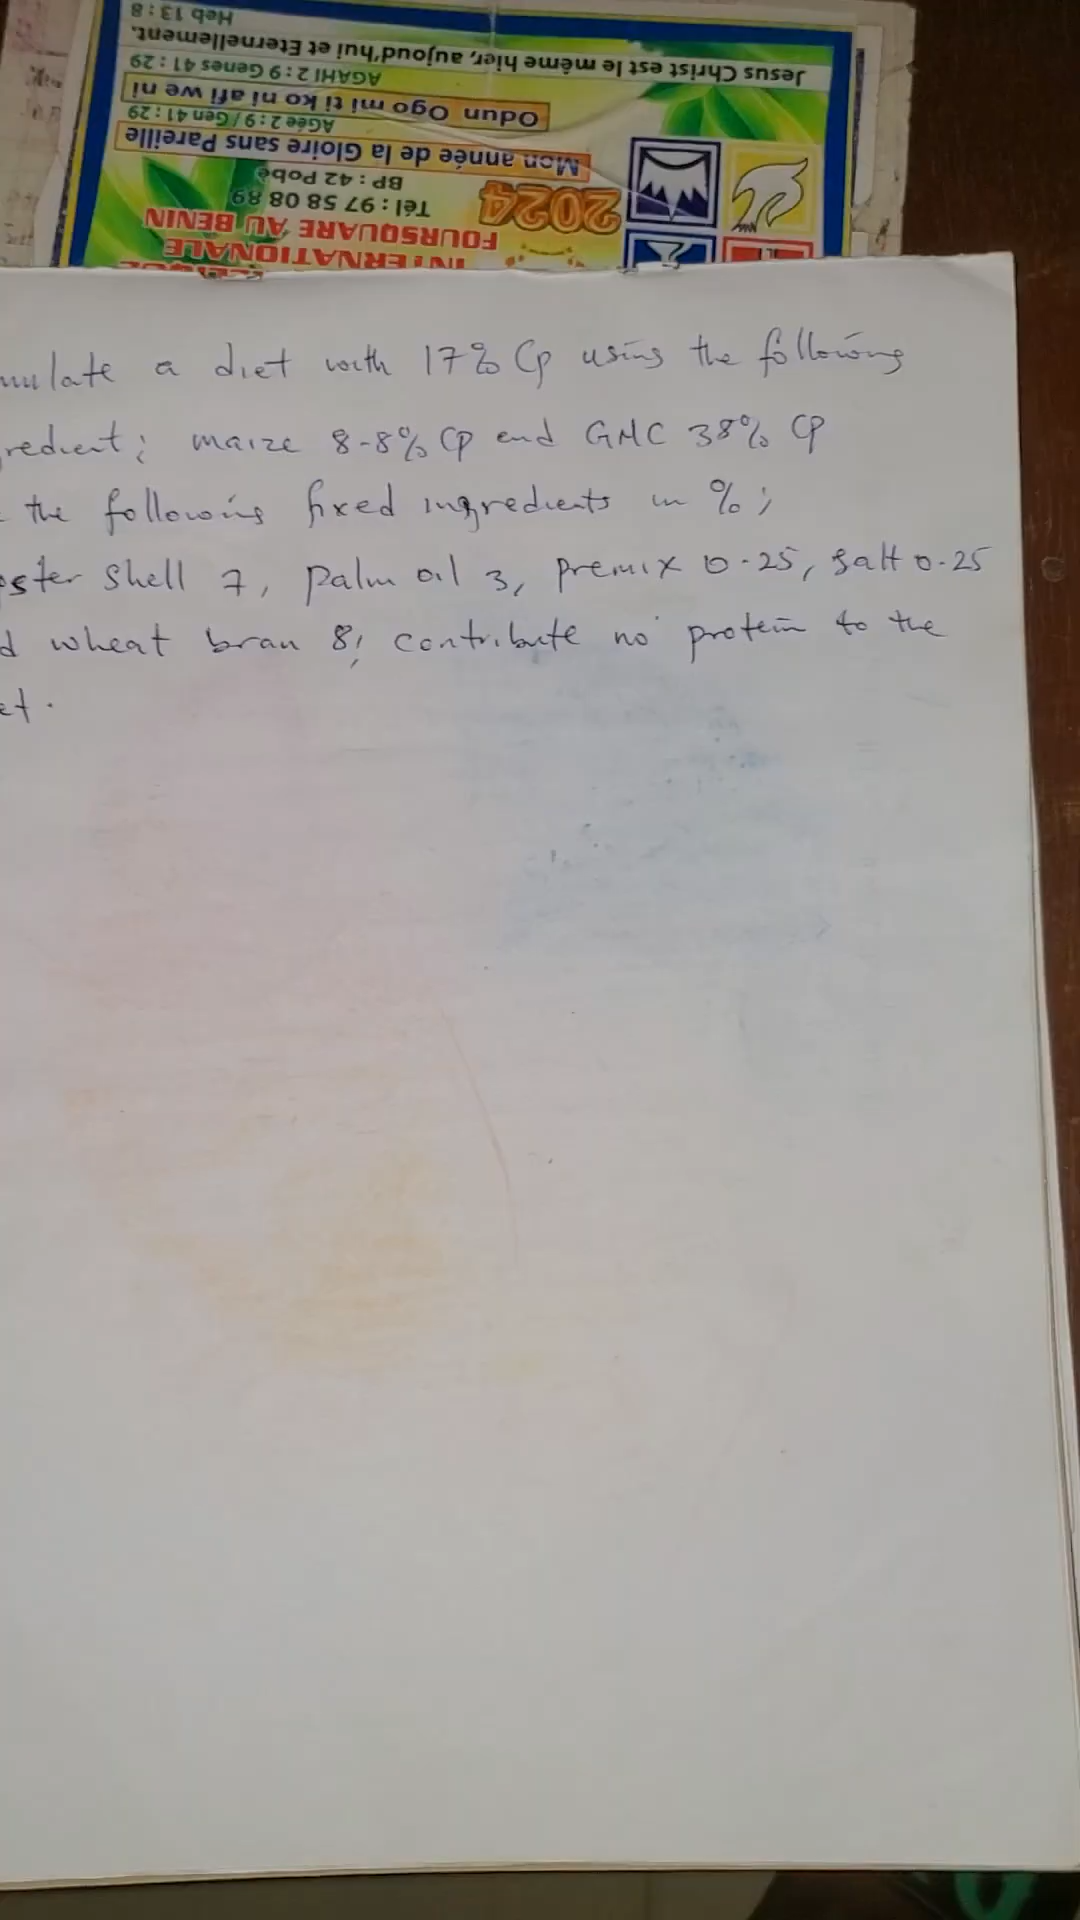 Heb 13 : 8
Jesus Christ est le même hier, aujoud'hui et Eternellement.
AGAHI 2 : 9 Genes 41 : 29
Odun Ogo mi ti ko ni afi we ni
Agée 2 : 9 / Gen 41 : 29
Mon année de la Gloire sans Pareille
BP : 42 Pobè
2024
Tél : 97 58 08 89
FOURSQUARE AU BENIN
INTERNATIONALE
mulate a diet with 17% Cp using the following
redient; maize 8.8% Cp and GMC 38% CP
the following fixed ingredients in %;
yster shell 7, palm oil 3, premix 0.25, salt 0.25
d wheat bran 8, contribute no protein to the
et.